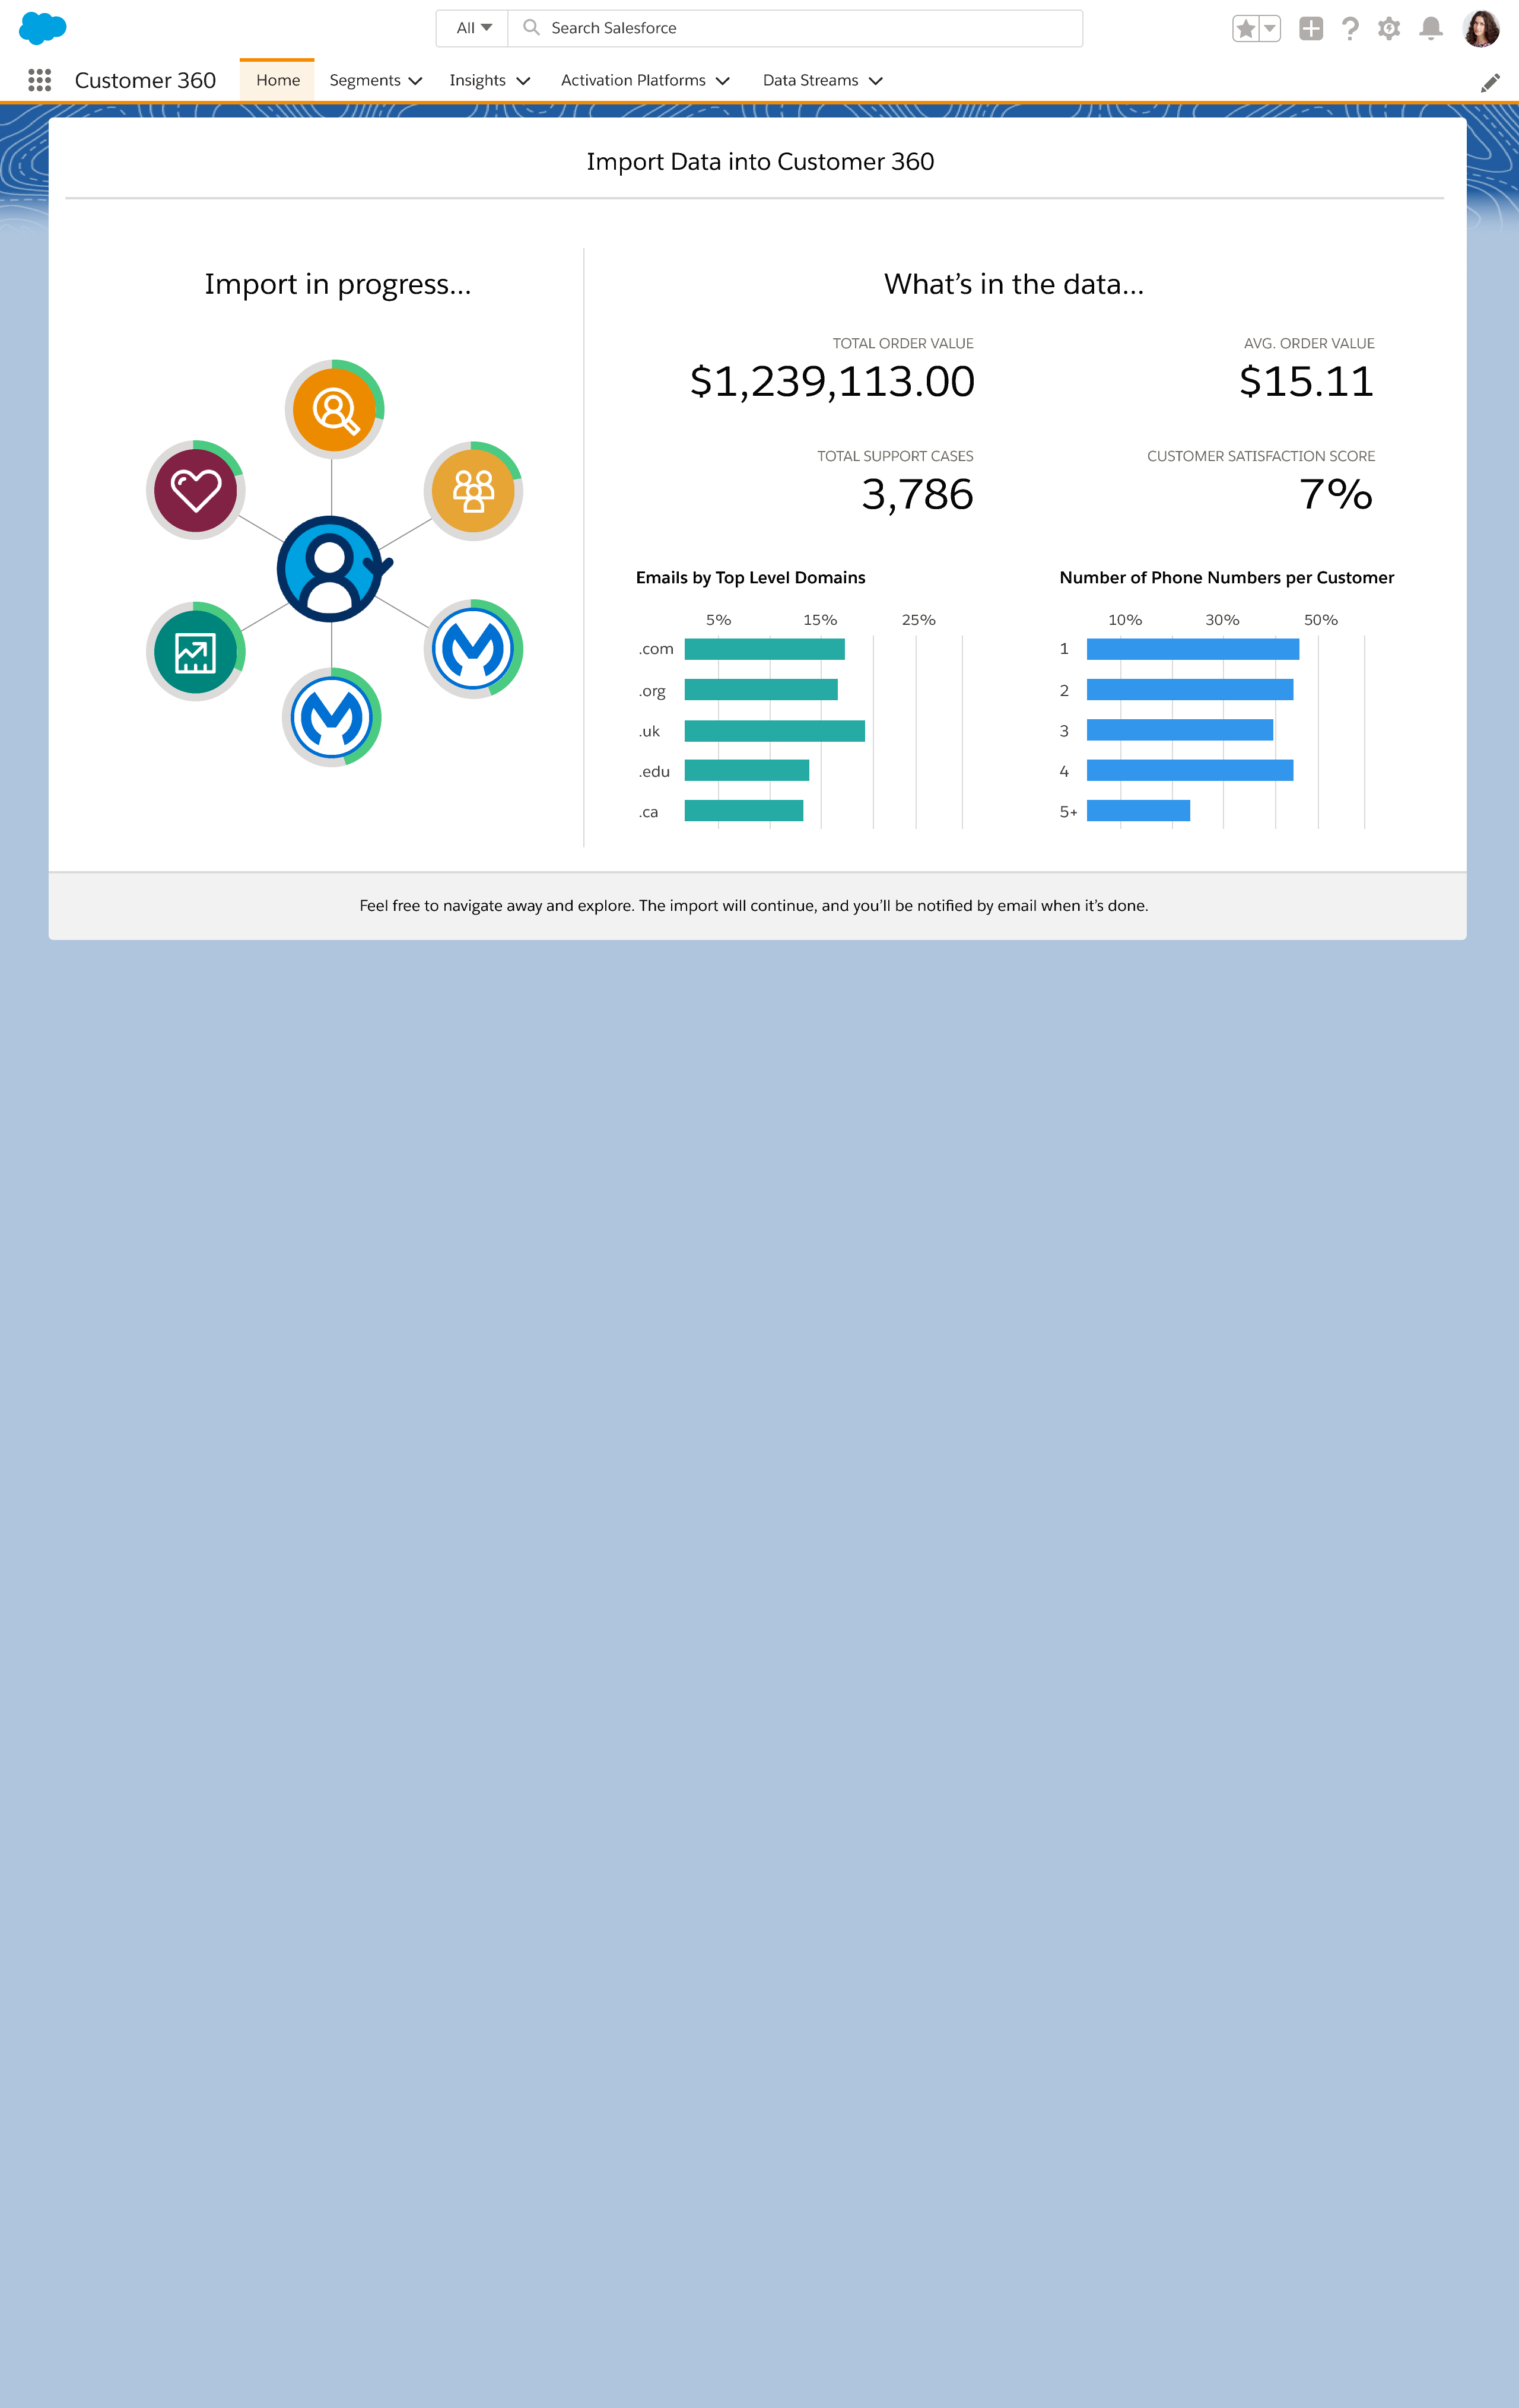 All
Search Salesforce
Customer 360
Home
Segments
Insights
Activation Platforms
Data Streams
Import Data into Customer 360
Import in progress...
What’s in the data...
TOTAL ORDER VALUE
$1,239,113.00
AVG. ORDER VALUE
$15.11
TOTAL SUPPORT CASES
3,786
CUSTOMER SATISFACTION SCORE
7%
Emails by Top Level Domains
5% 15% 25%
.com
.org
.uk
.edu
.ca
Number of Phone Numbers per Customer
10% 30% 50%
1
2
3
4
5+
Feel free to navigate away and explore. The import will continue, and you’ll be notified by email when it’s done.